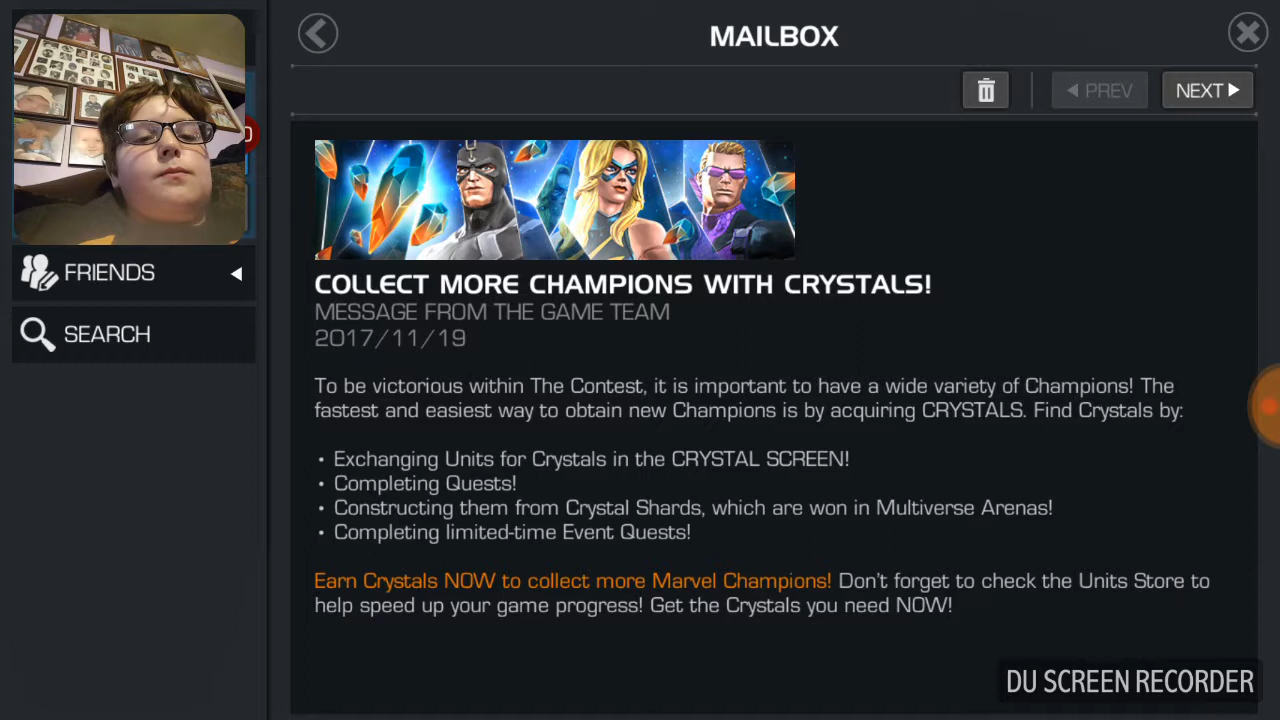 MAILBOX
PREV
NEXT
FRIENDS
SEARCH
COLLECT MORE CHAMPIONS WITH CRYSTALS!
MESSAGE FROM THE GAME TEAM
2017/11/19
To be victorious within The Contest, it is important to have a wide variety of Champions! The
fastest and easiest way to obtain new Champions is by acquiring CRYSTALS. Find Crystals by:
• Exchanging Units for Crystals in the CRYSTAL SCREEN!
• Completing Quests!
• Constructing them from Crystal Shards, which are won in Multiverse Arenas!
• Completing limited-time Event Quests!
Earn Crystals NOW to collect more Marvel Champions! Don't forget to check the Units Store to
help speed up your game progress! Get the Crystals you need NOW!
DU SCREEN RECORDER